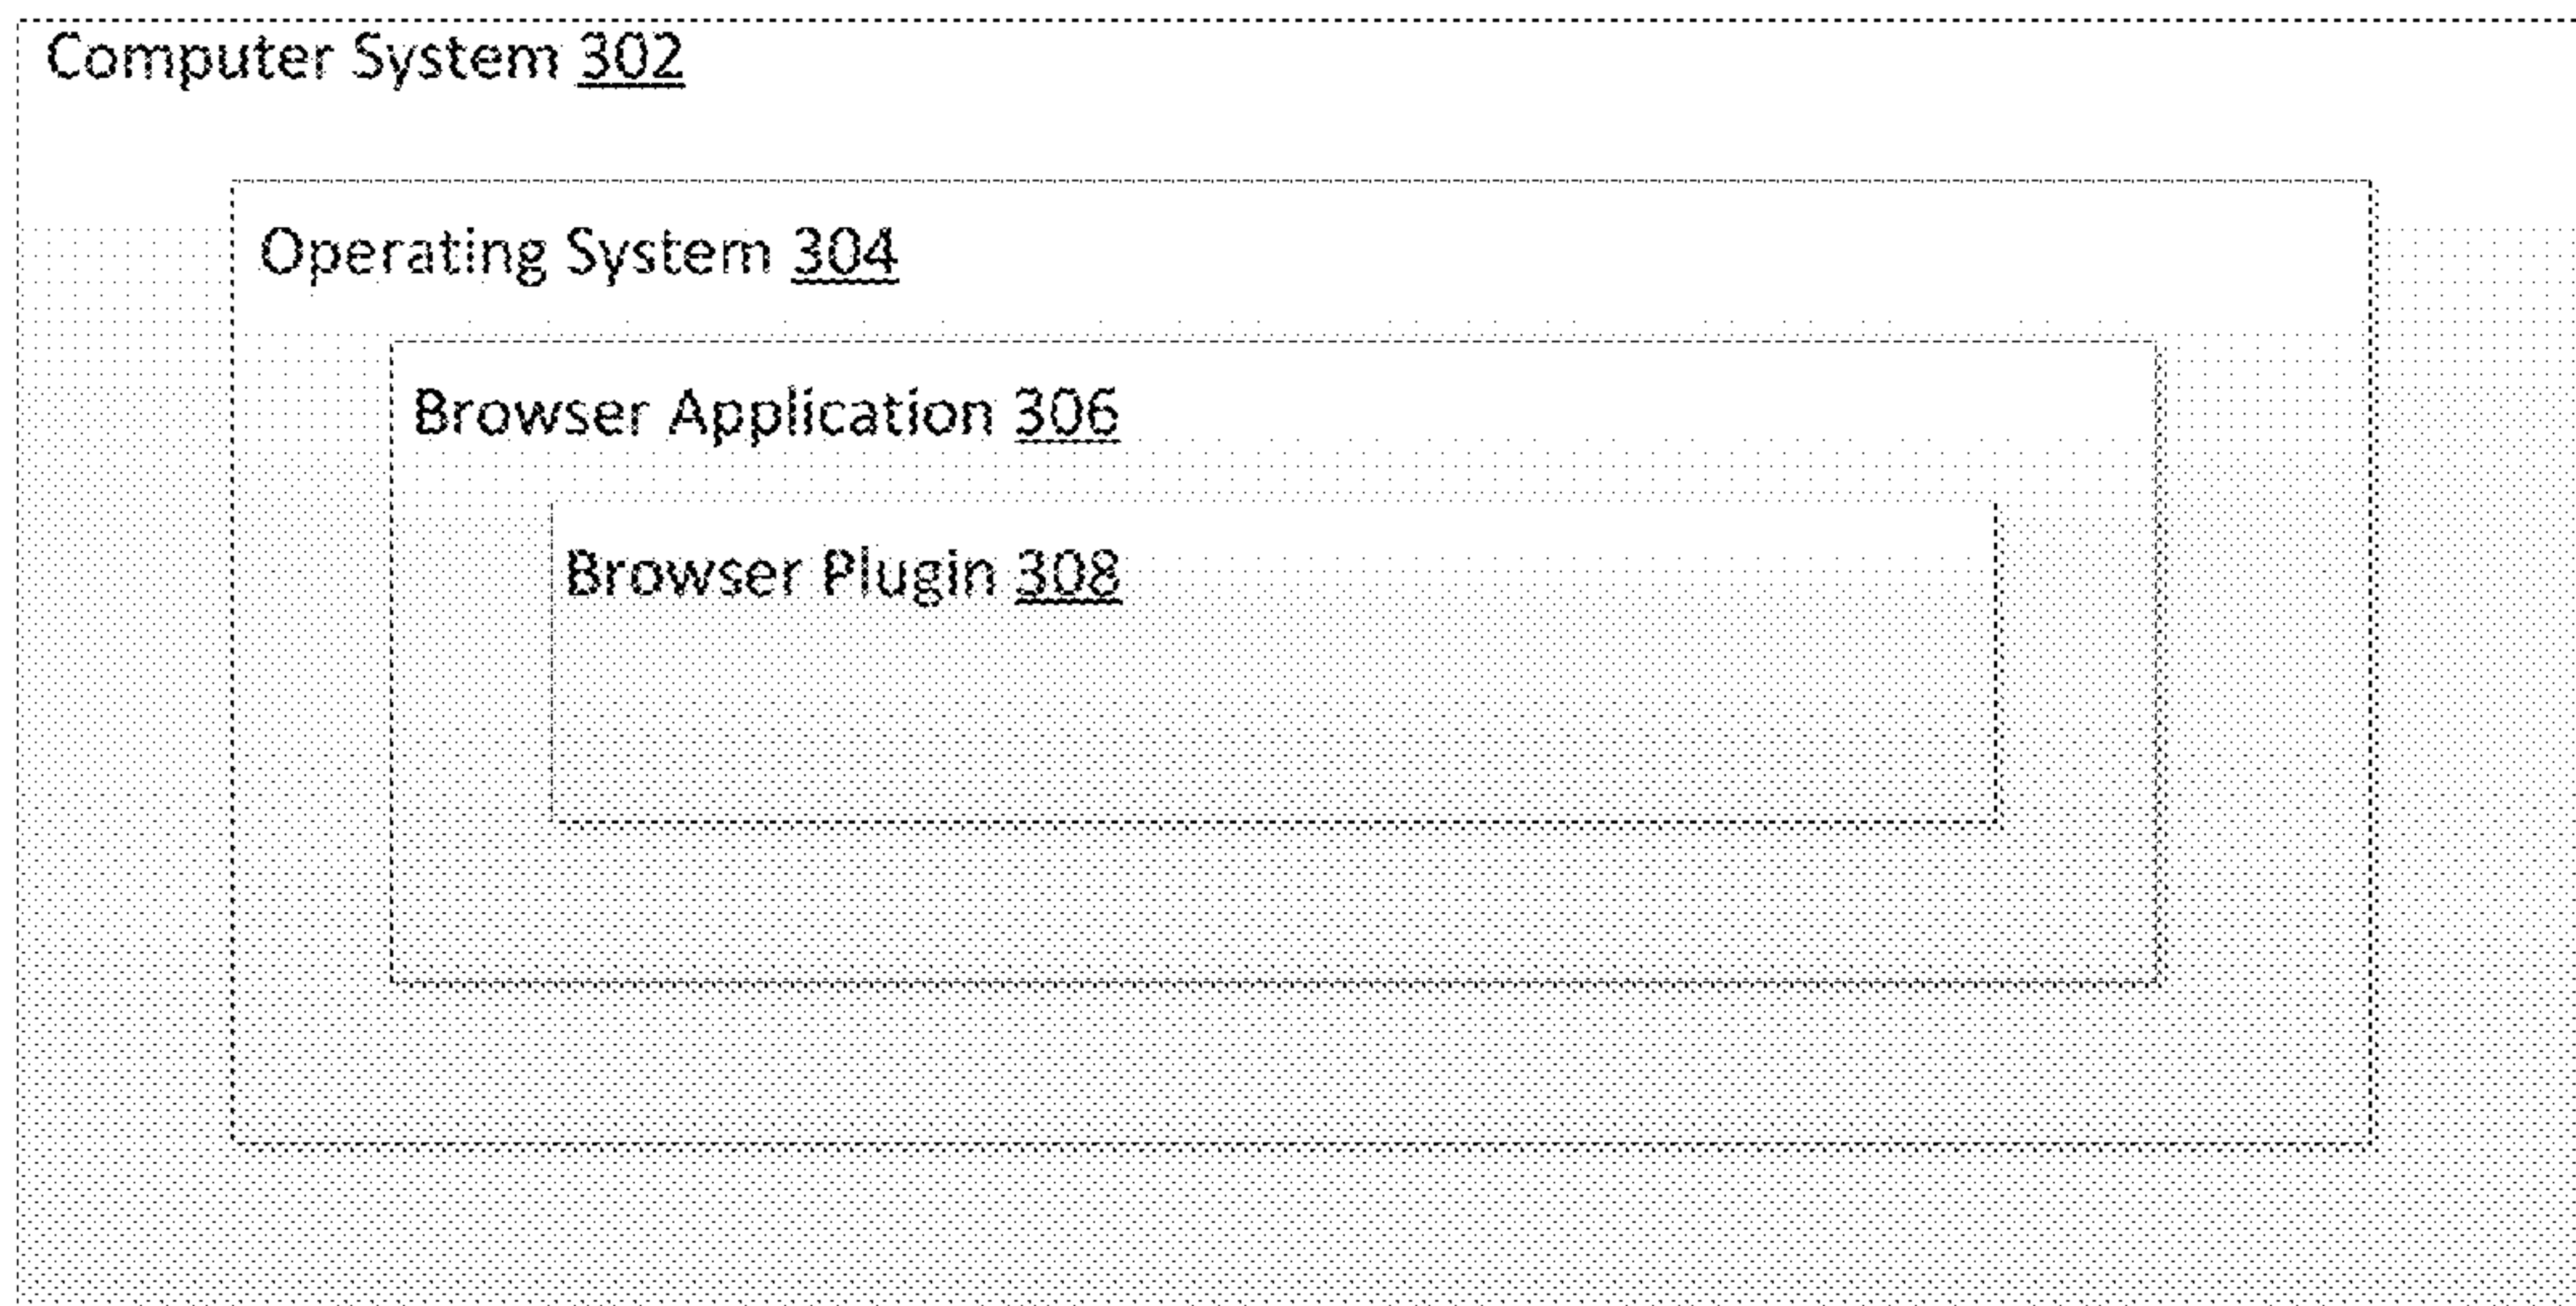 Computer System 302
Operating System 304
Browser Application 306
Browser Plugin 308